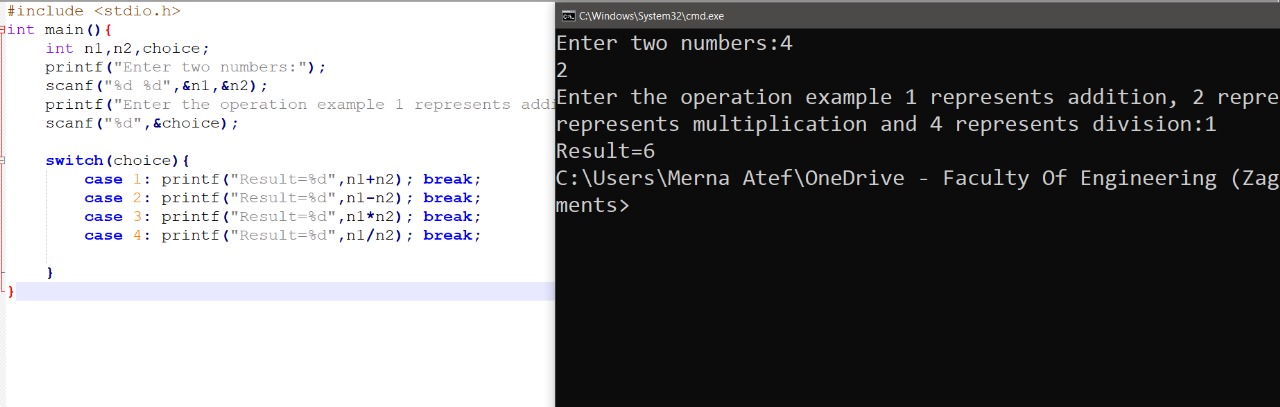 #include <stdio.h>
int main(){
int n1,n2,choice;
printf("Enter two numbers:");
scanf("%d %d",&n1,&n2);
printf("Enter the operation example 1 represents addi
scanf("%d",&choice);
switch(choice){
case 1: printf("Result=%d",n1+n2); break;
case 2: printf("Result=%d",n1-n2); break;
case 3: printf("Result=%d",n1*n2); break;
case 4: printf("Result=%d",n1/n2); break;
}
}
C:\Windows\System32\cmd.exe
Enter two numbers:4
2
Enter the operation example 1 represents addition, 2 repre
represents multiplication and 4 represents division:1
Result=6
C:\Users\Merna Atef\OneDrive - Faculty Of Engineering (Zag
ments>